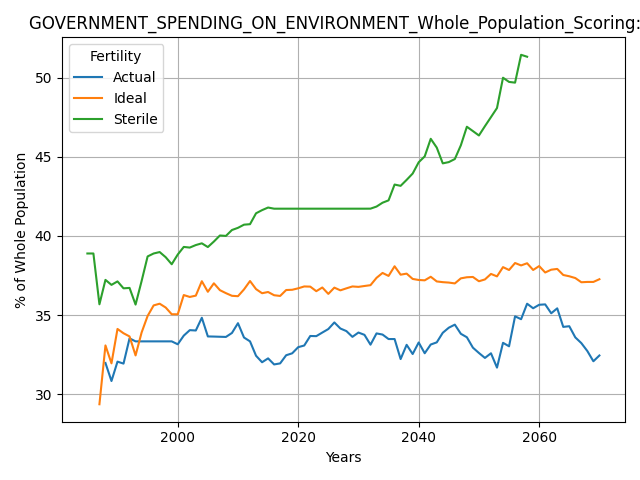 GOVERNMENT_SPENDING_ON_ENVIRONMENT_Whole_Population_Scoring:
Fertility
Actual
Ideal
Sterile
% of Whole Population
50
45
40
35
30
2000 2020 2040 2060
Years